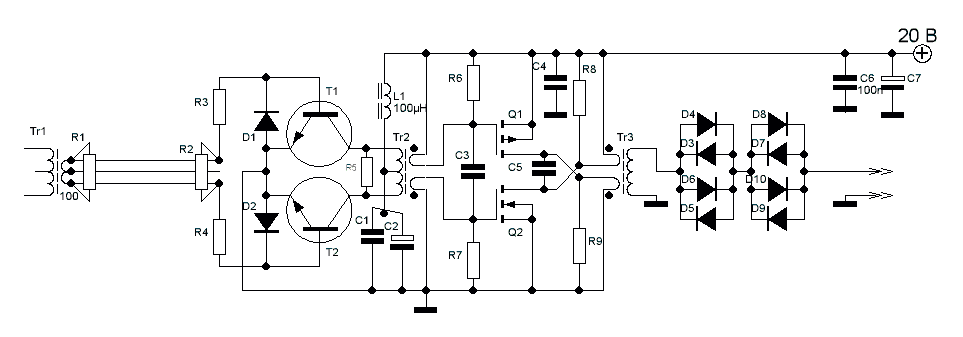 20 В
C4
C6
100n
C7
R6
R8
T1
L1
100µH
R3
Q1
D4
D8
Tr1
R1
D1
Tr2
Tr3
R2
C3
C5
D3
D7
R5
D6
D10
100
D2
D5
D9
R4
C1
C2
Q2
T2
R7
R9